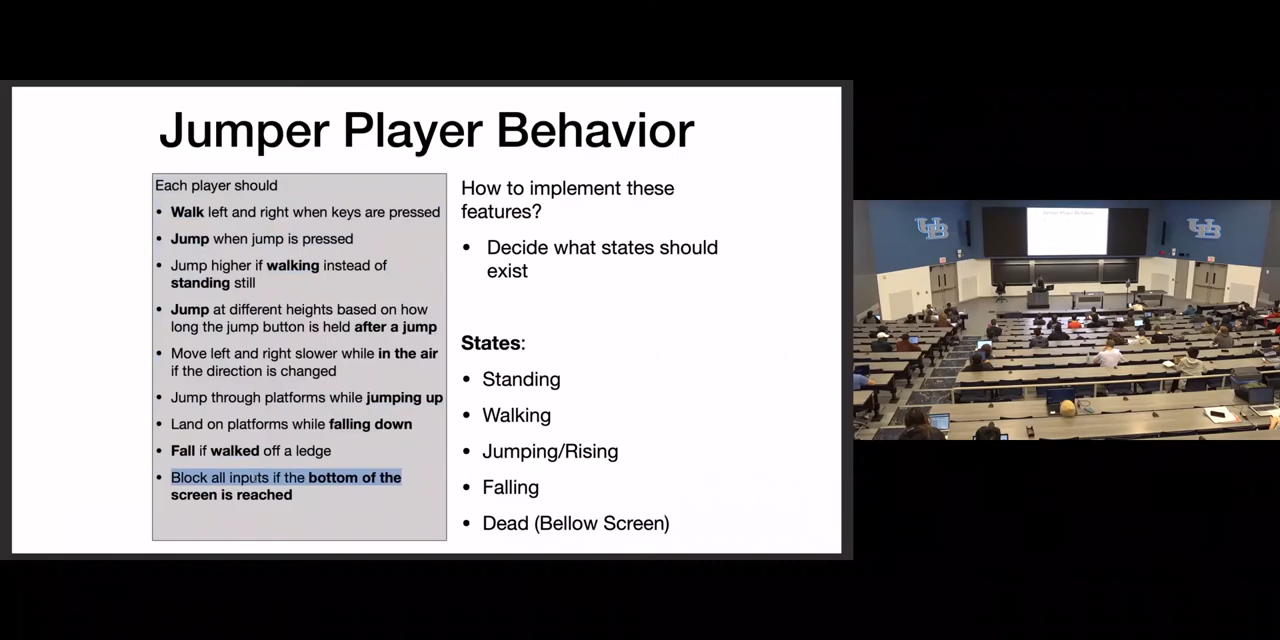 Jumper Player Behavior
Each player should
• Walk left and right when keys are pressed
• Jump when jump is pressed
• Jump higher if walking instead of
standing still
• Jump at different heights based on how
long the jump button is held after a jump
• Move left and right slower while in the air
if the direction is changed
• Jump through platforms while jumping up
• Land on platforms while falling down
• Fall if walked off a ledge
• Block all inputs if the bottom of the
screen is reached
How to implement these
features?
• Decide what states should
exist
States:
• Standing
• Walking
• Jumping/Rising
• Falling
• Dead (Bellow Screen)
UB
Jumper Player Behavior
UB